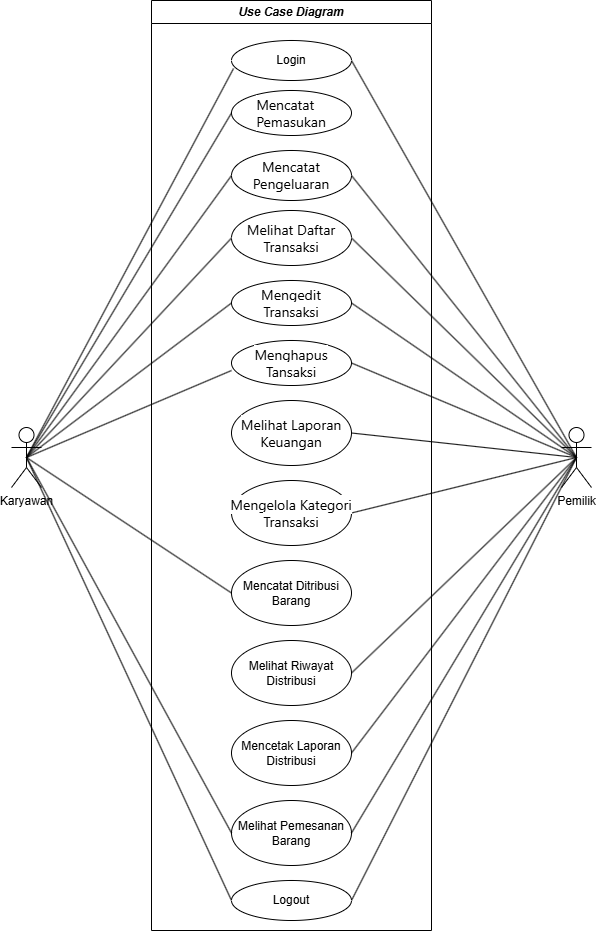 Use Case Diagram
Login
Mencatat
Pemasukan
Mencatat
Pengeluaran
Melihat Daftar
Transaksi
Mengedit
Transaksi
Menghapus
Tansaksi
Melihat Laporan
Keuangan
Karyawan
Pemilik
Mengelola Kategori
Transaksi
Mencatat Ditribusi
Barang
Melihat Riwayat
Distribusi
Mencetak Laporan
Distribusi
Melihat Pemesanan
Barang
Logout